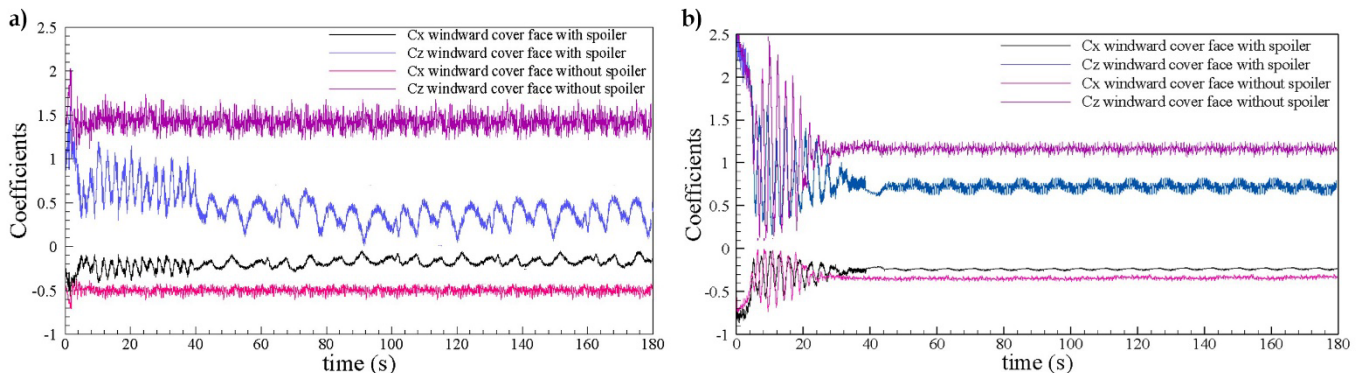 a)
Cx windward cover face with spoiler
Cz windward cover face with spoiler
Cx windward cover face without spoiler
Cz windward cover face without spoiler
2.5
2
1.5
1
0.5
0
-0.5
-1
Coefficients
0 20 40 60 80 100 120 140 160 180
time (s)
b)
Cx windward cover face with spoiler
Cz windward cover face with spoiler
Cx windward cover face without spoiler
Cz windward cover face without spoiler
2.5
2
1.5
1
0.5
0
-0.5
-1
Coefficients
0 20 40 60 80 100 120 140 160 180
time (s)